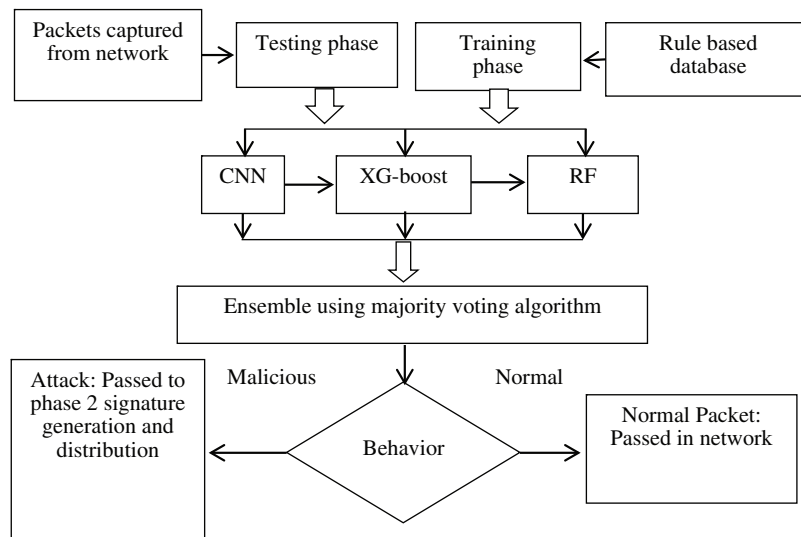 Packets captured
from network
Testing phase
Training
phase
Rule based
database
CNN
XG-boost
RF
Ensemble using majority voting algorithm
Attack: Passed to
phase 2 signature
generation and
distribution
Malicious
Normal
Behavior
Normal Packet:
Passed in network